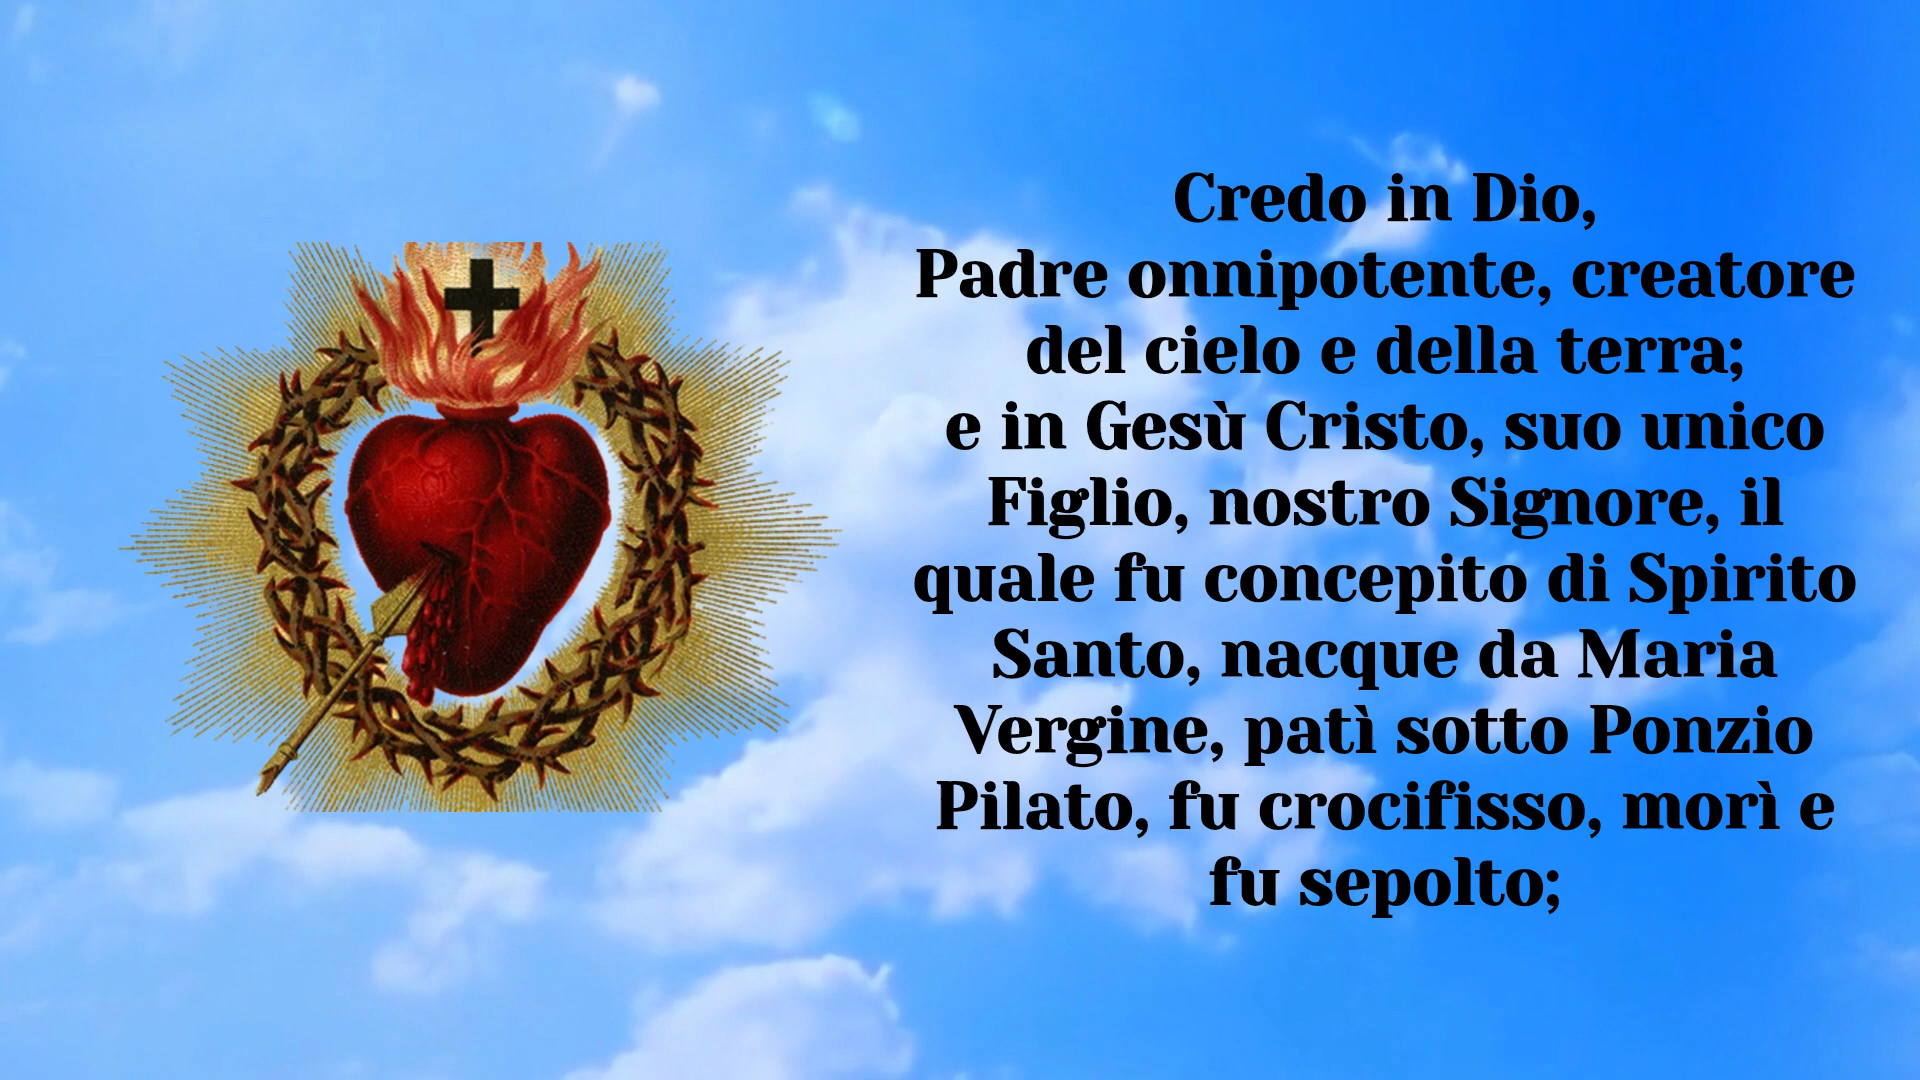 Credo in Dio,
Padre onnipotente, creatore
del cielo e della terra;
e in Gesù Cristo, suo unico
Figlio, nostro Signore, il
quale fu concepito di Spirito
Santo, nacque da Maria
Vergine, patì sotto Ponzio
Pilato, fu crocifisso, morì e
fu sepolto;